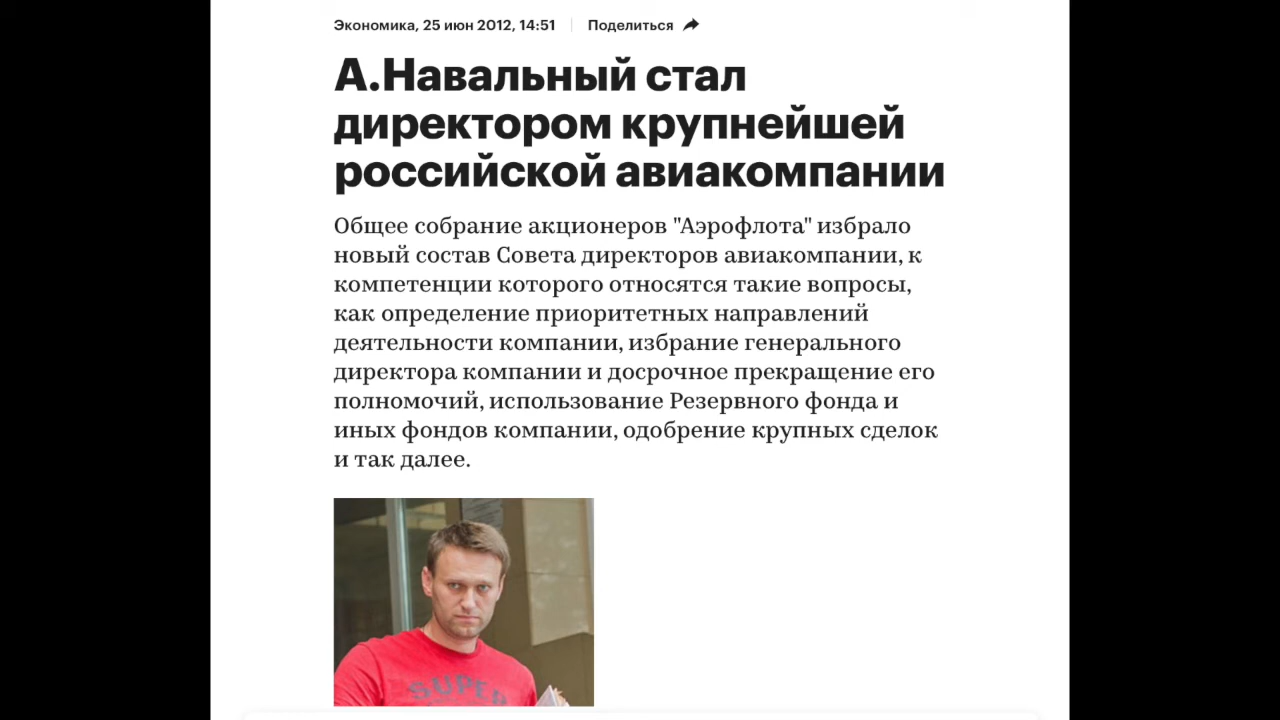 Экономика, 25 июн 2012, 14:51 Поделиться
А.Навальный стал
директором крупнейшей
российской авиакомпании
Общее собрание акционеров "Аэрофлота" избрало
новый состав Совета директоров авиакомпании, к
компетенции которого относятся такие вопросы,
как определение приоритетных направлений
деятельности компании, избрание генерального
директора компании и досрочное прекращение его
полномочий, использование Резервного фонда и
иных фондов компании, одобрение крупных сделок
и так далее.
SUPER